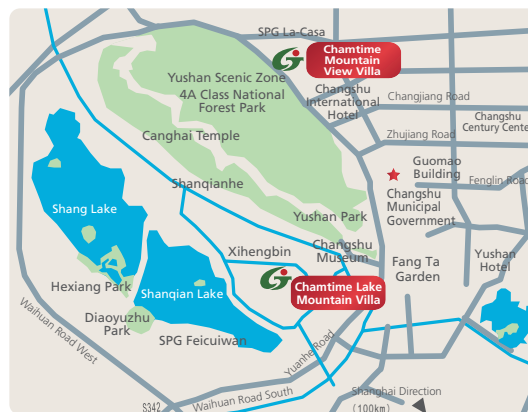 SPG La-Casa
Chamtime
Mountain
View Villa
Yushan Scenic Zone
4A Class National
Forest Park
Changshu
International
Hotel
Changjiang Road
Changshu
Century Cente
Zhujiang Road
Canghai Temple
Guomao
Building
Fenglin Road
Shanqianhe
Changshu
Municipal
Government
Shang Lake
Yushan Park
Xihengbin
Changshu
Museum
Fang Ta
Garden
Yushan
Hotel
Hexiang Park
Shanqian Lake
Chamtime Lake
Mountain Villa
Diaoyuzhu
Park
SPG Feicuiwan
Waihuan Road West
Yuanhe Road
Waihuan Road South
S342
Shanghai Direction
(100km)